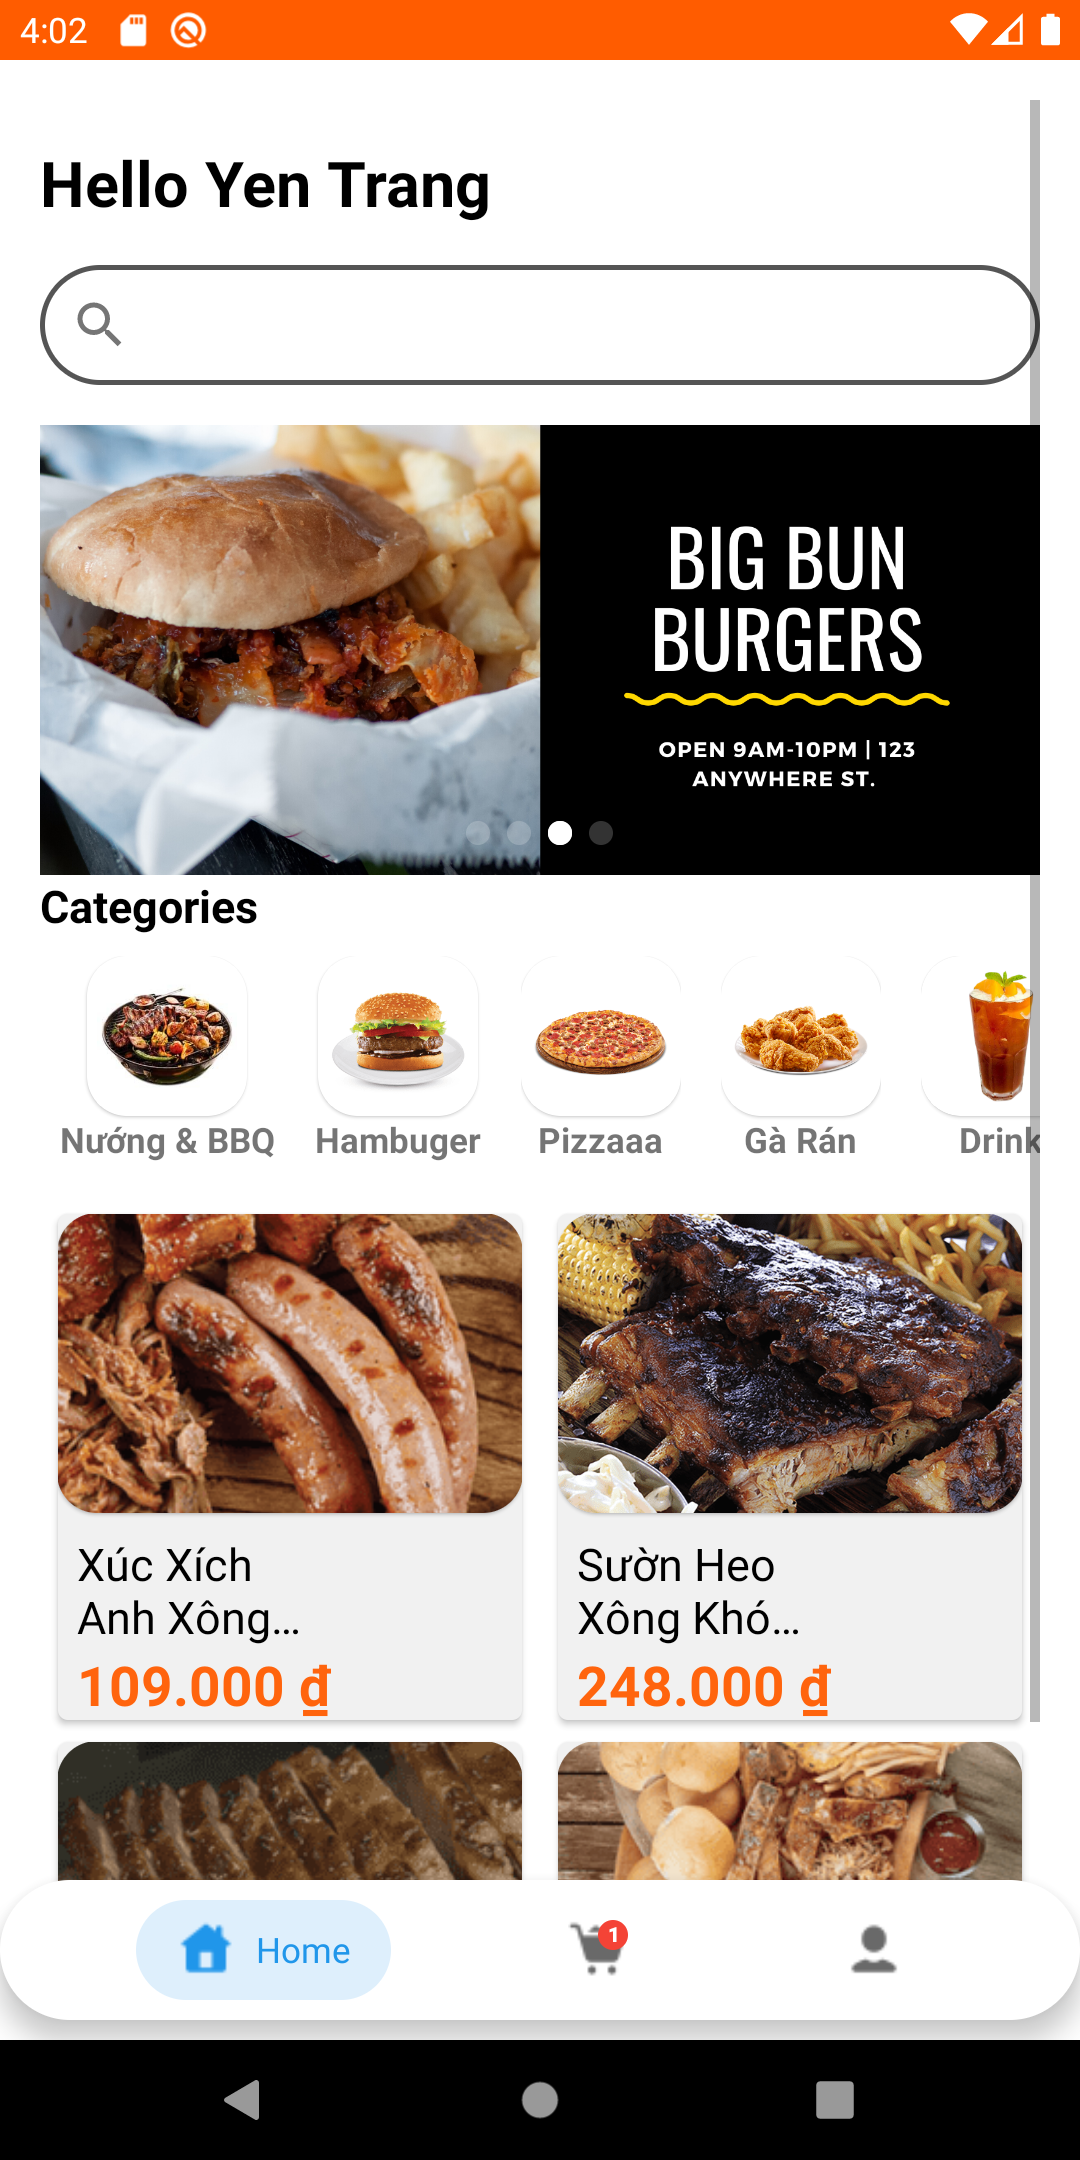 4:02
Hello Yen Trang
BIG BUN
BURGERS
OPEN 9AM-10PM | 123
ANYWHERE ST.
Categories
Nướng & BBQ
Hambuger
Pizzaaa
Gà Rán
Drink
Xúc Xích
Anh Xông...
109.000 ₫
Sườn Heo
Xông Khó...
248.000 ₫
Home
1